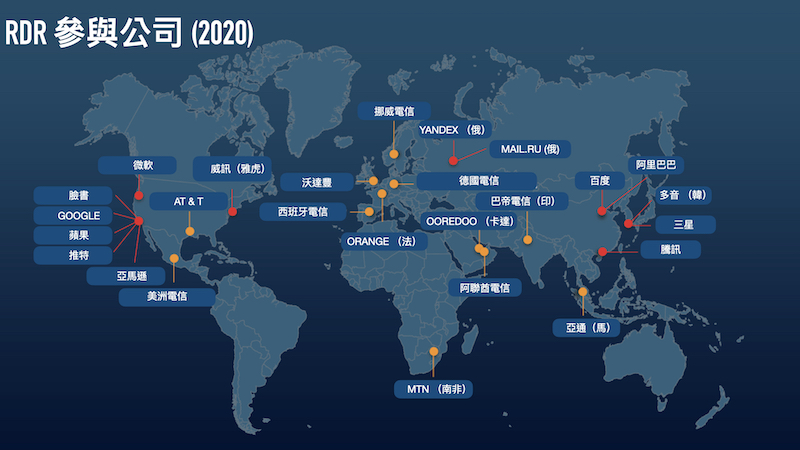 RDR 參與公司 (2020)
挪威電信
YANDEX （俄）
MAIL.RU (俄)
微軟
威訊（雅虎）
沃達豐
德國電信
百度
阿里巴巴
臉書
AT & T
西班牙電信
巴帝電信（印）
多音（韓）
GOOGLE
OOREDOO （卡達）
三星
蘋果
ORANGE （法）
騰訊
推特
亞馬遜
阿聯酋電信
美洲電信
亞通（馬）
MTN （南非）